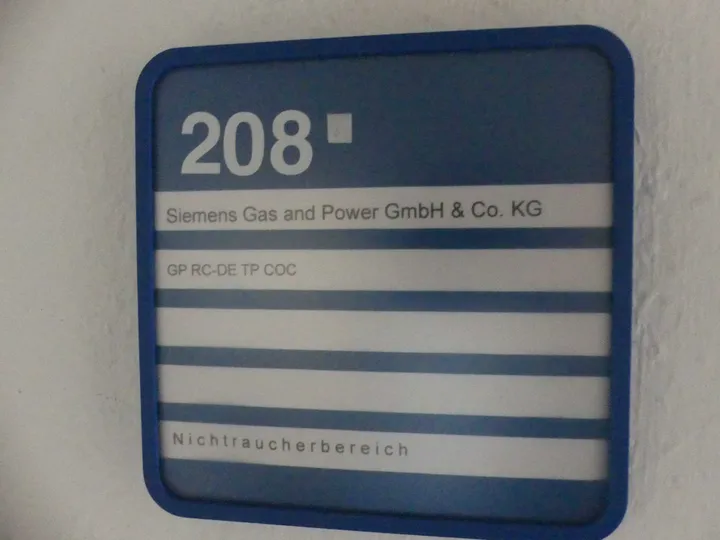 208
Siemens Gas and Power GmbH & Co. KG
GP RC-DE TP COC
Nichtraucherbereich